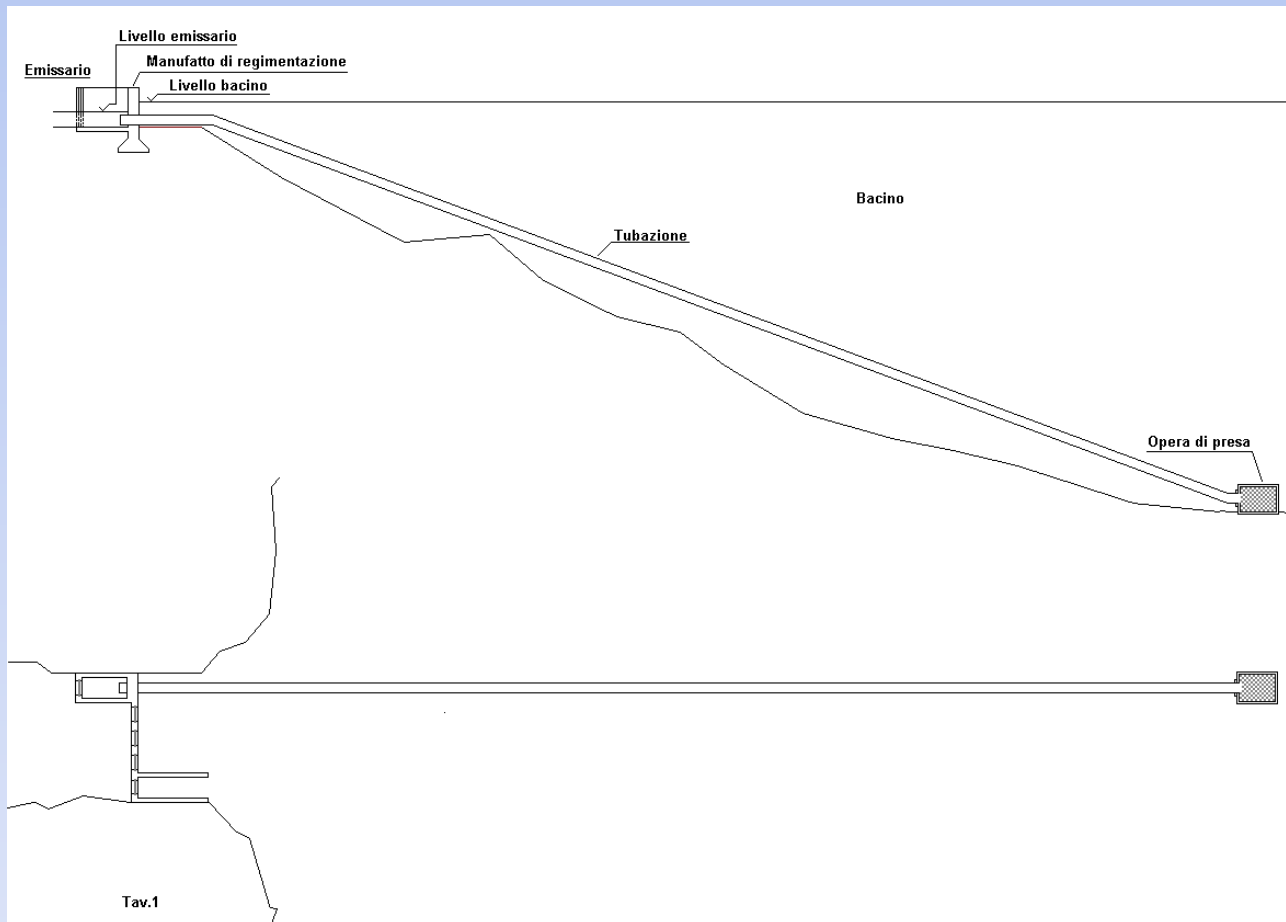 Livello emissario
Emissario
Manufatto di regimentazione
Livello bacino
Bacino
Tubazione
Opera di presa
Tav.1